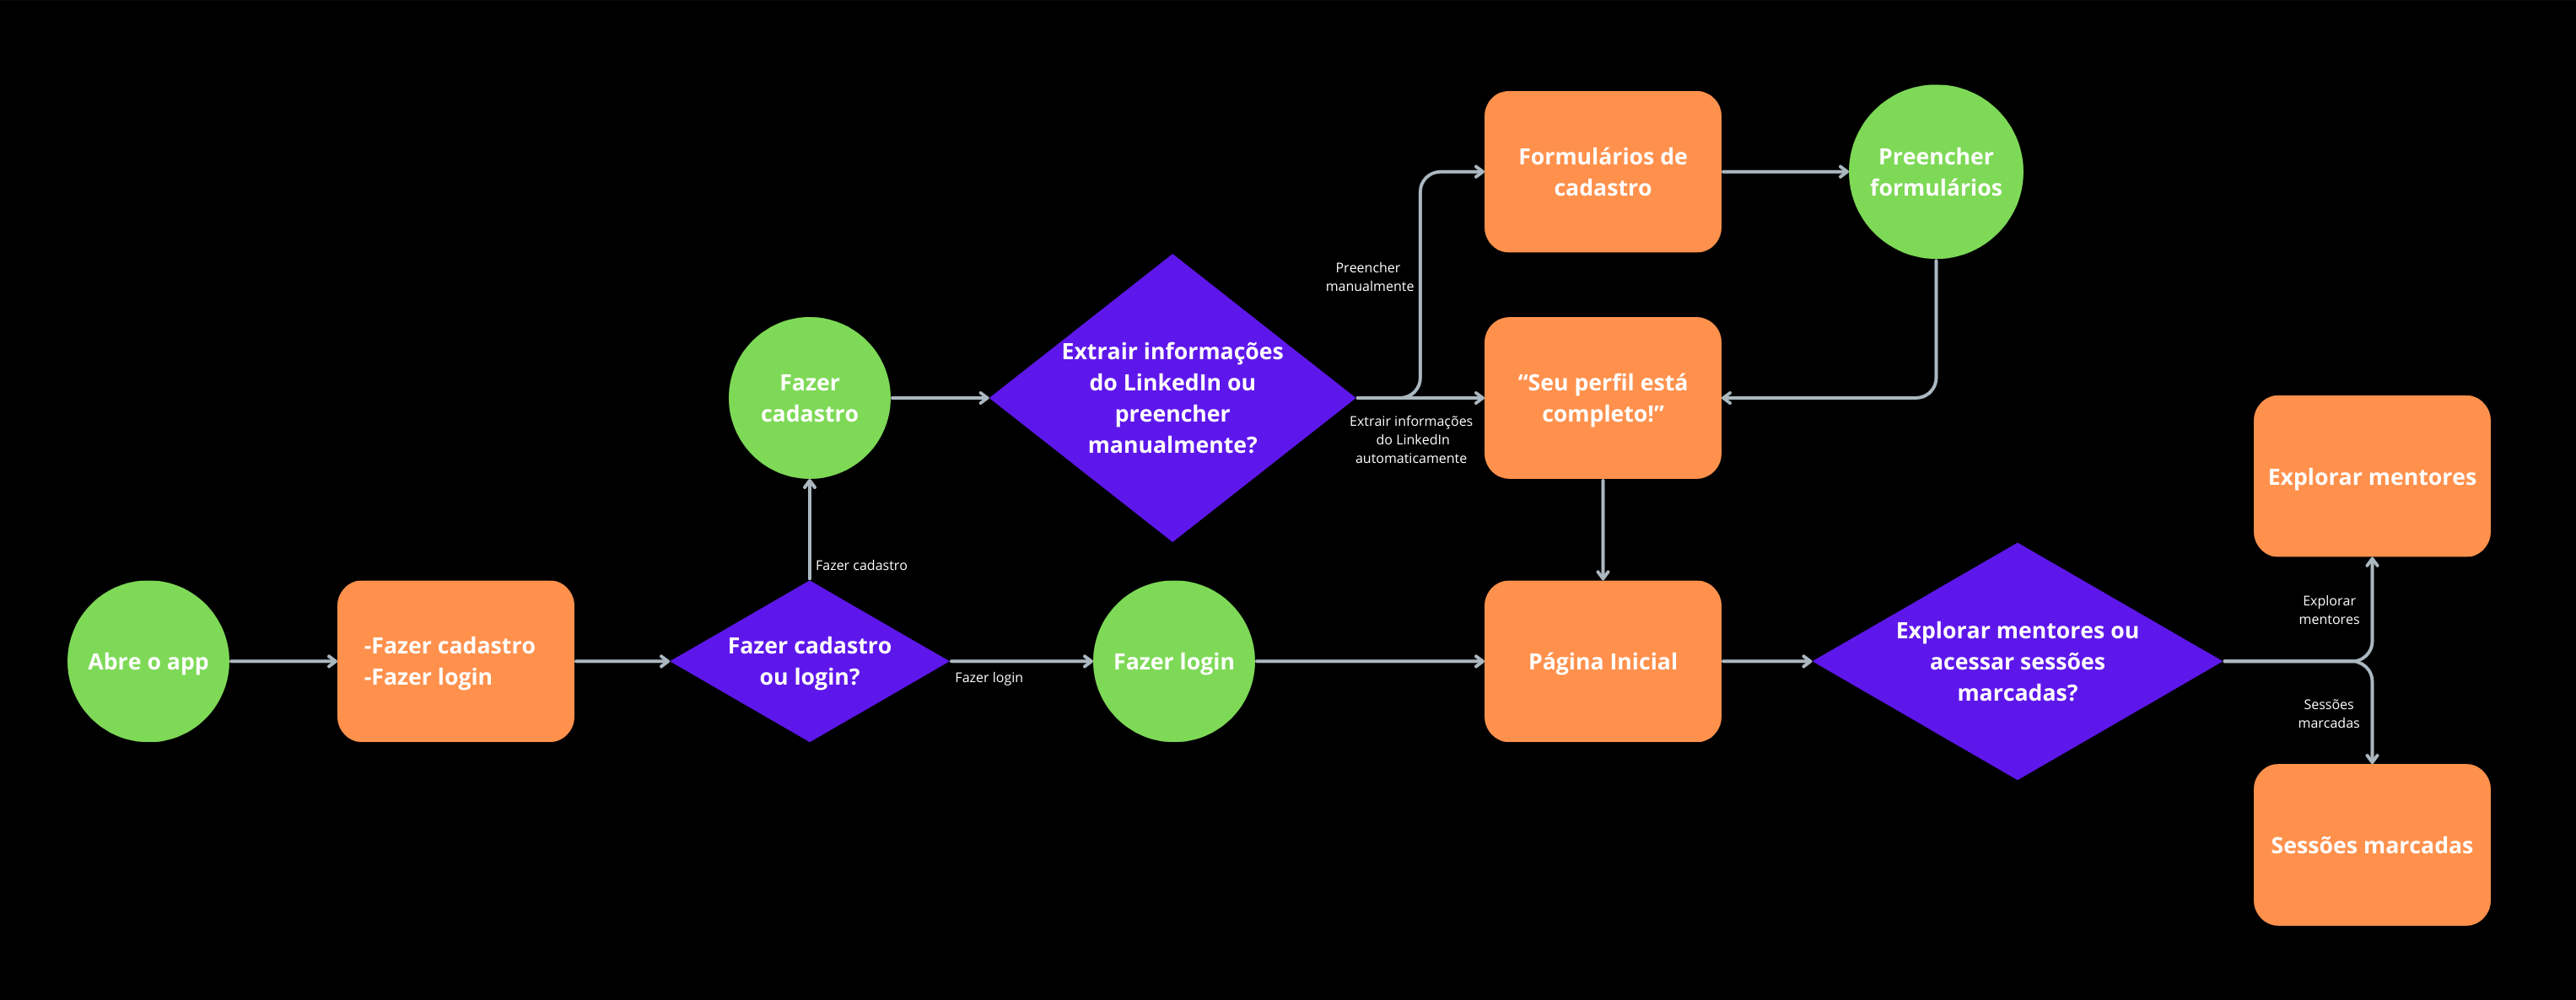 Abre o app
-Fazer cadastro
-Fazer login
Fazer cadastro
ou login?
Fazer cadastro
Fazer
cadastro
Extrair informações
do LinkedIn ou
preencher
manualmente?
Preencher
manualmente
Formulários de
cadastro
Preencher
formulários
Extrair informações
do LinkedIn
automaticamente
“Seu perfil está
completo!”
Fazer login
Fazer login
Página Inicial
Explorar mentores ou
acessar sessões
marcadas?
Explorar
mentores
Explorar mentores
Sessões
marcadas
Sessões marcadas